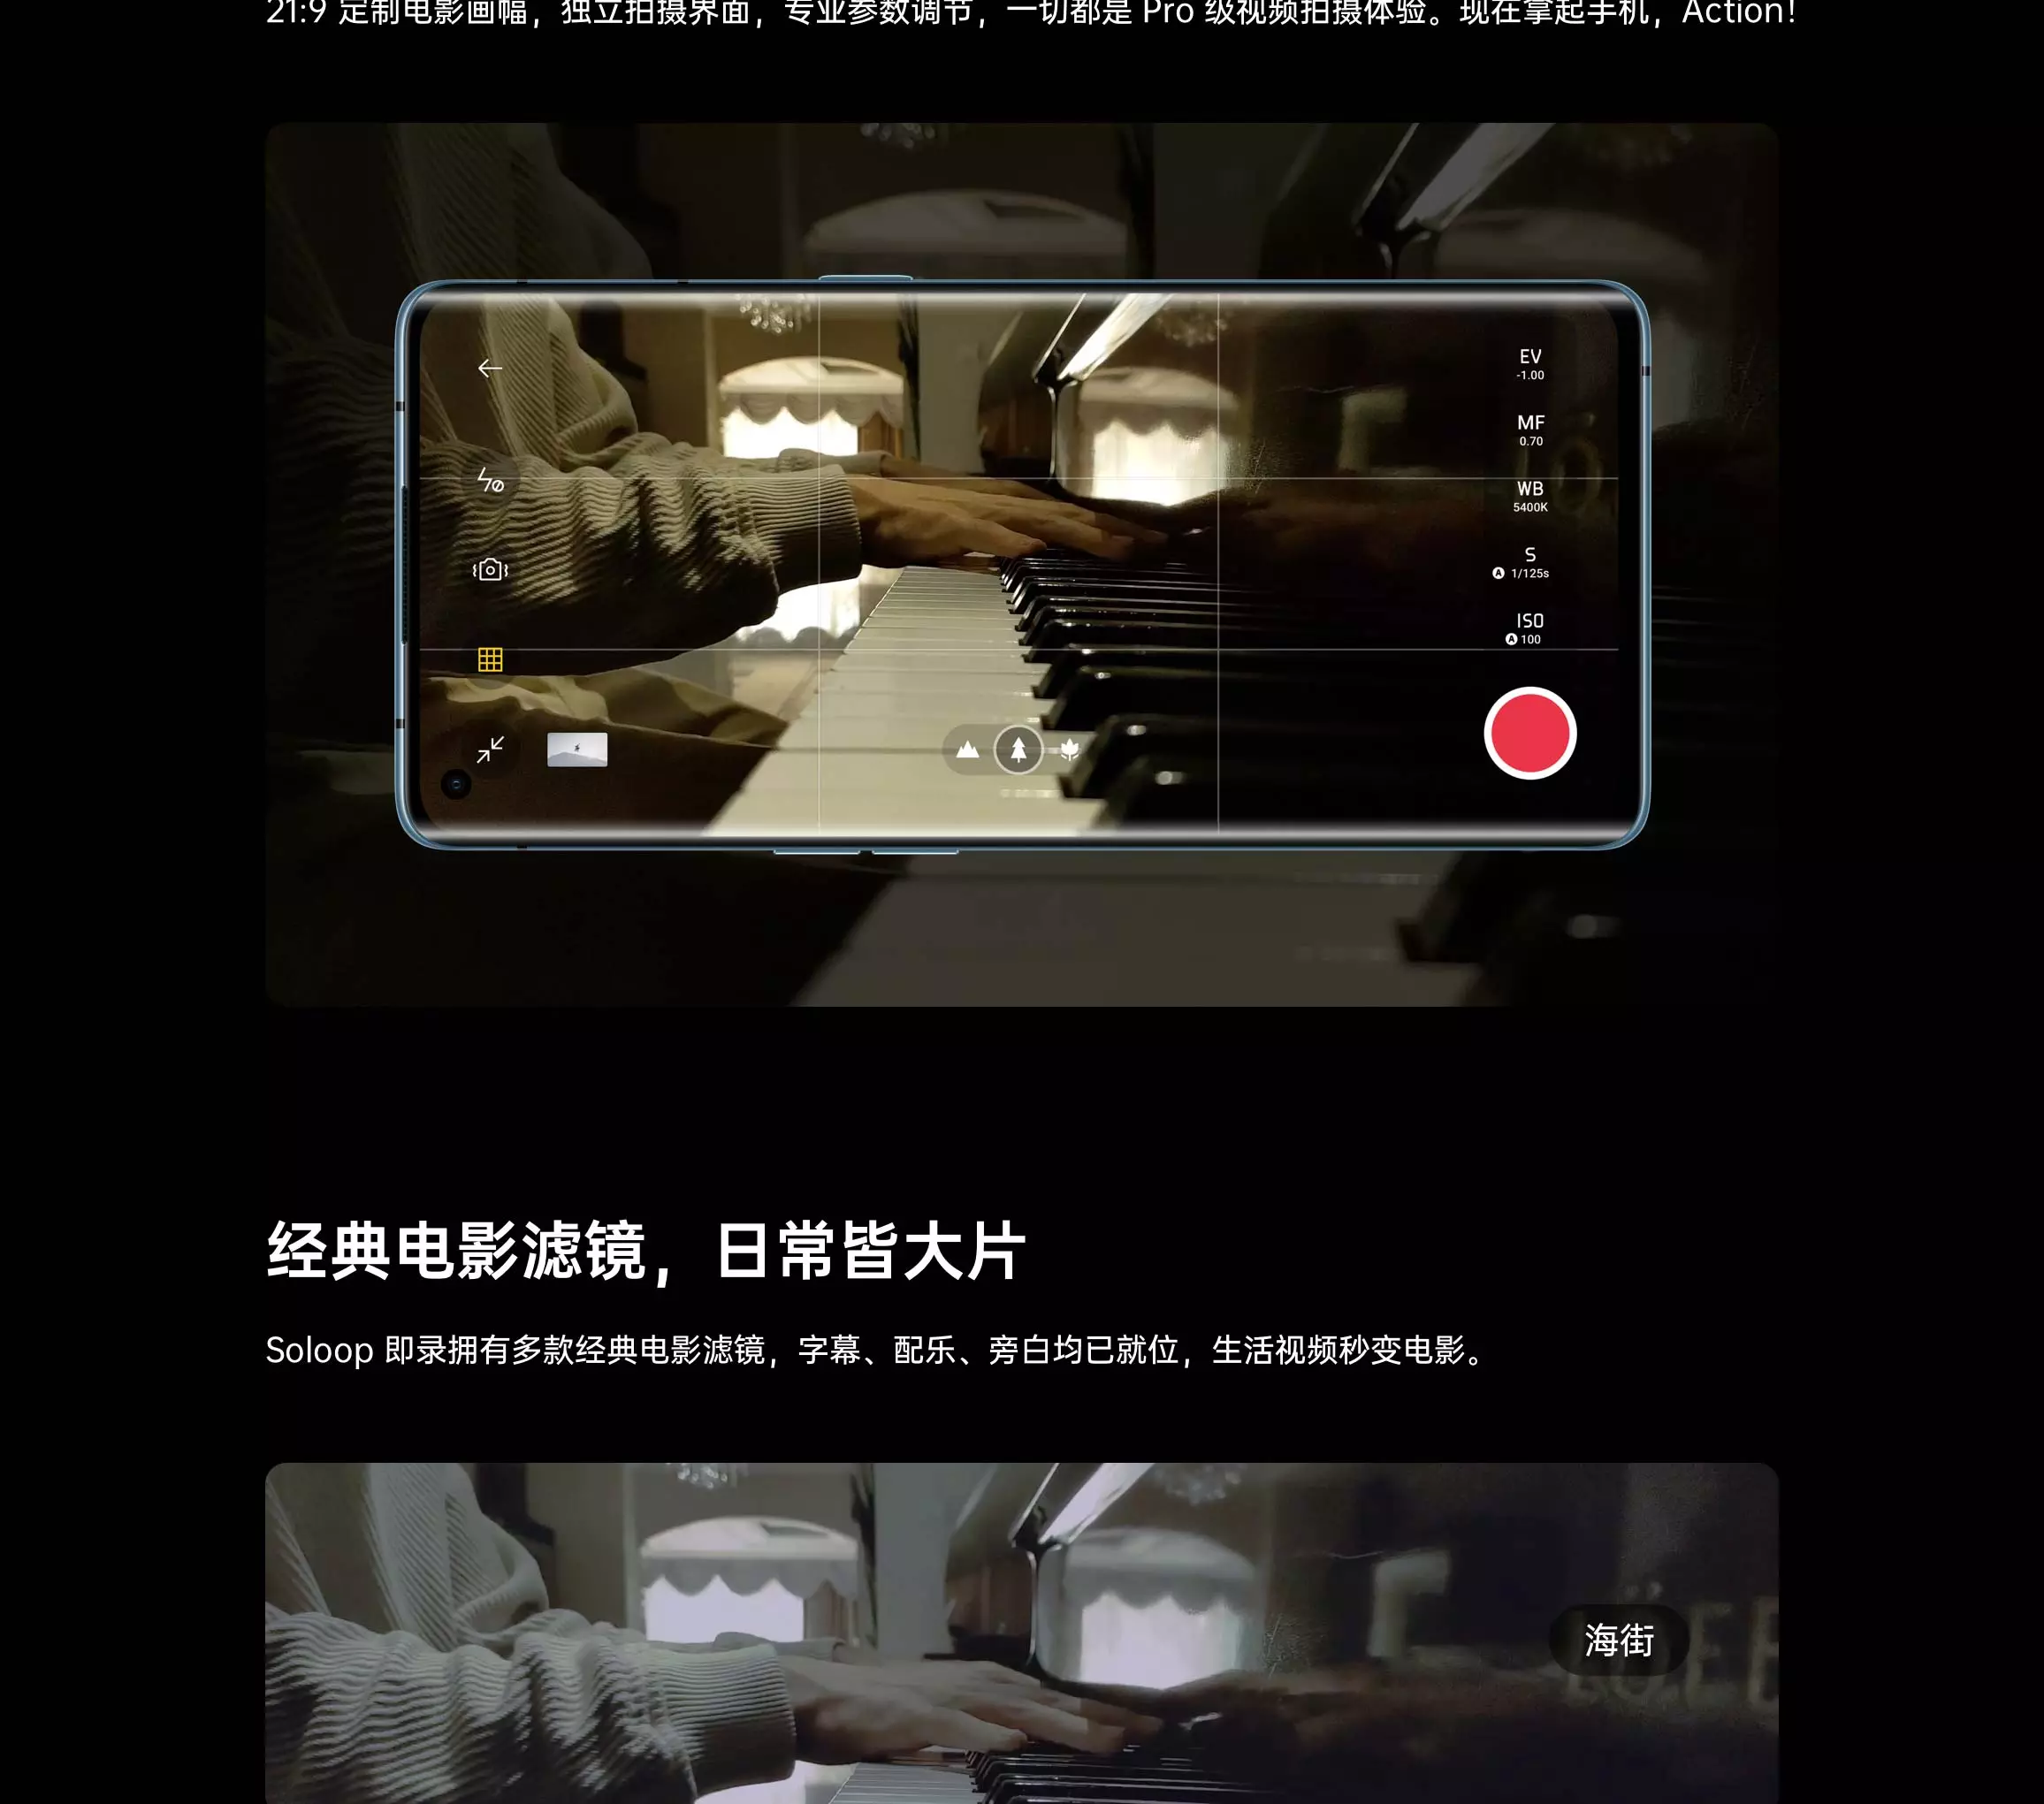 21:9 定制电影画幅，独立拍摄界面，专业参数调节，一切都是 Pro 级视频拍摄体验。现在拿起手机，Action！
EV
-1.00
MF
0.70
WB
5400K
S
A 1/125s
ISO
A 100
经典电影滤镜，日常皆大片
Soloop 即录拥有多款经典电影滤镜，字幕、配乐、旁白均已就位，生活视频秒变电影。
海街